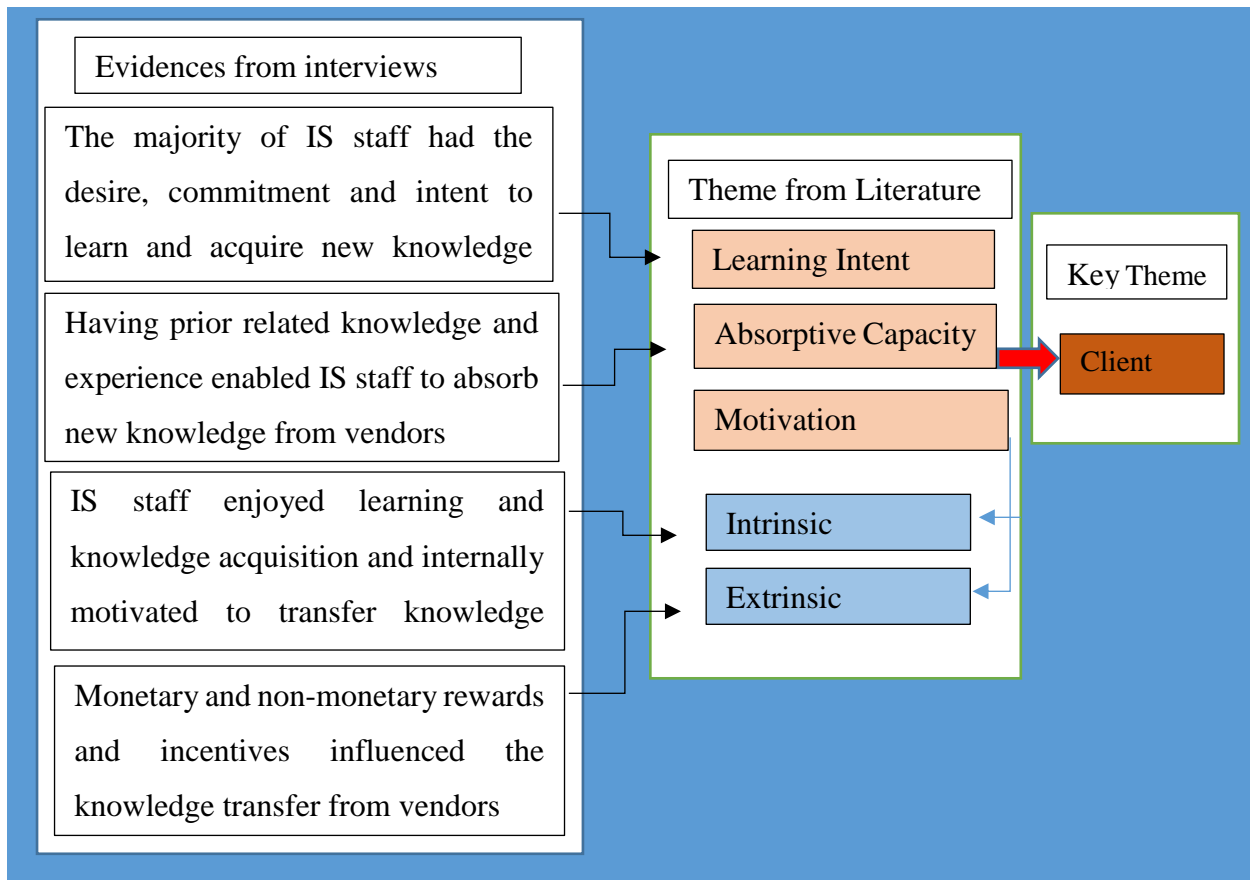 Evidences from interviews
The majority of IS staff had the
desire, commitment and intent to
learn and acquire new knowledge
Having prior related knowledge and
experience enabled IS staff to absorb
new knowledge from vendors
IS staff enjoyed learning and
knowledge acquisition and internally
motivated to transfer knowledge
Monetary and non-monetary rewards
and incentives influenced the
knowledge transfer from vendors
Theme from Literature
Learning Intent
Absorptive Capacity
Motivation
Intrinsic
Extrinsic
Key Theme
Client